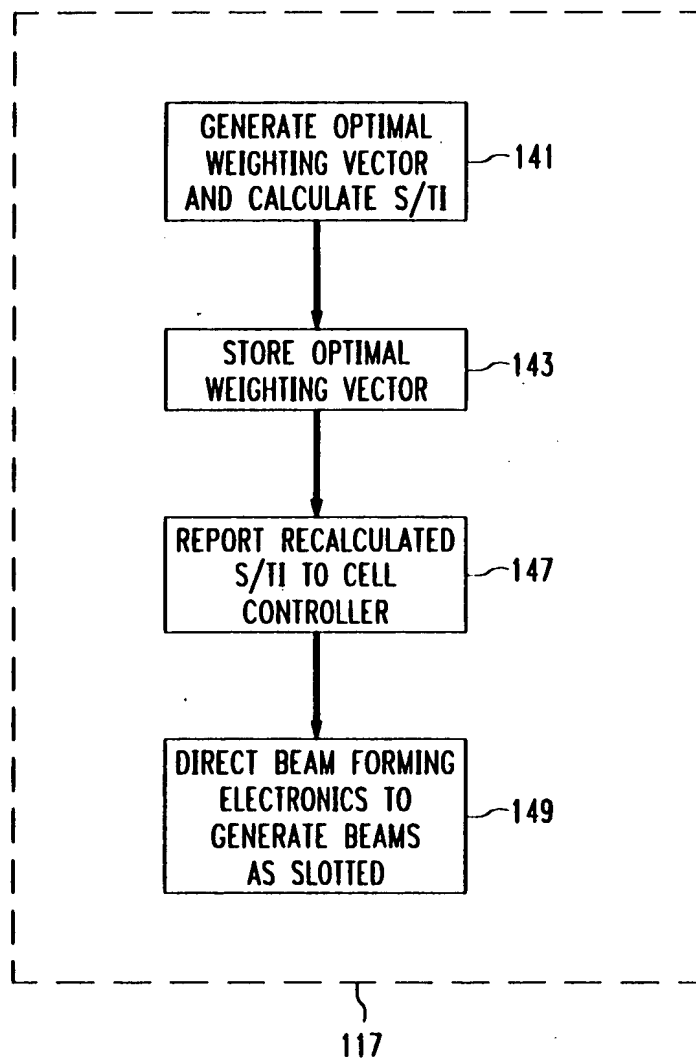 GENERATE OPTIMAL
WEIGHTING VECTOR
AND CALCULATE S/TI
141
STORE OPTIMAL
WEIGHTING VECTOR
143
REPORT RECALCULATED
S/TI TO CELL
CONTROLLER
147
DIRECT BEAM FORMING
ELECTRONICS TO
GENERATE BEAMS
AS SLOTTED
149
117